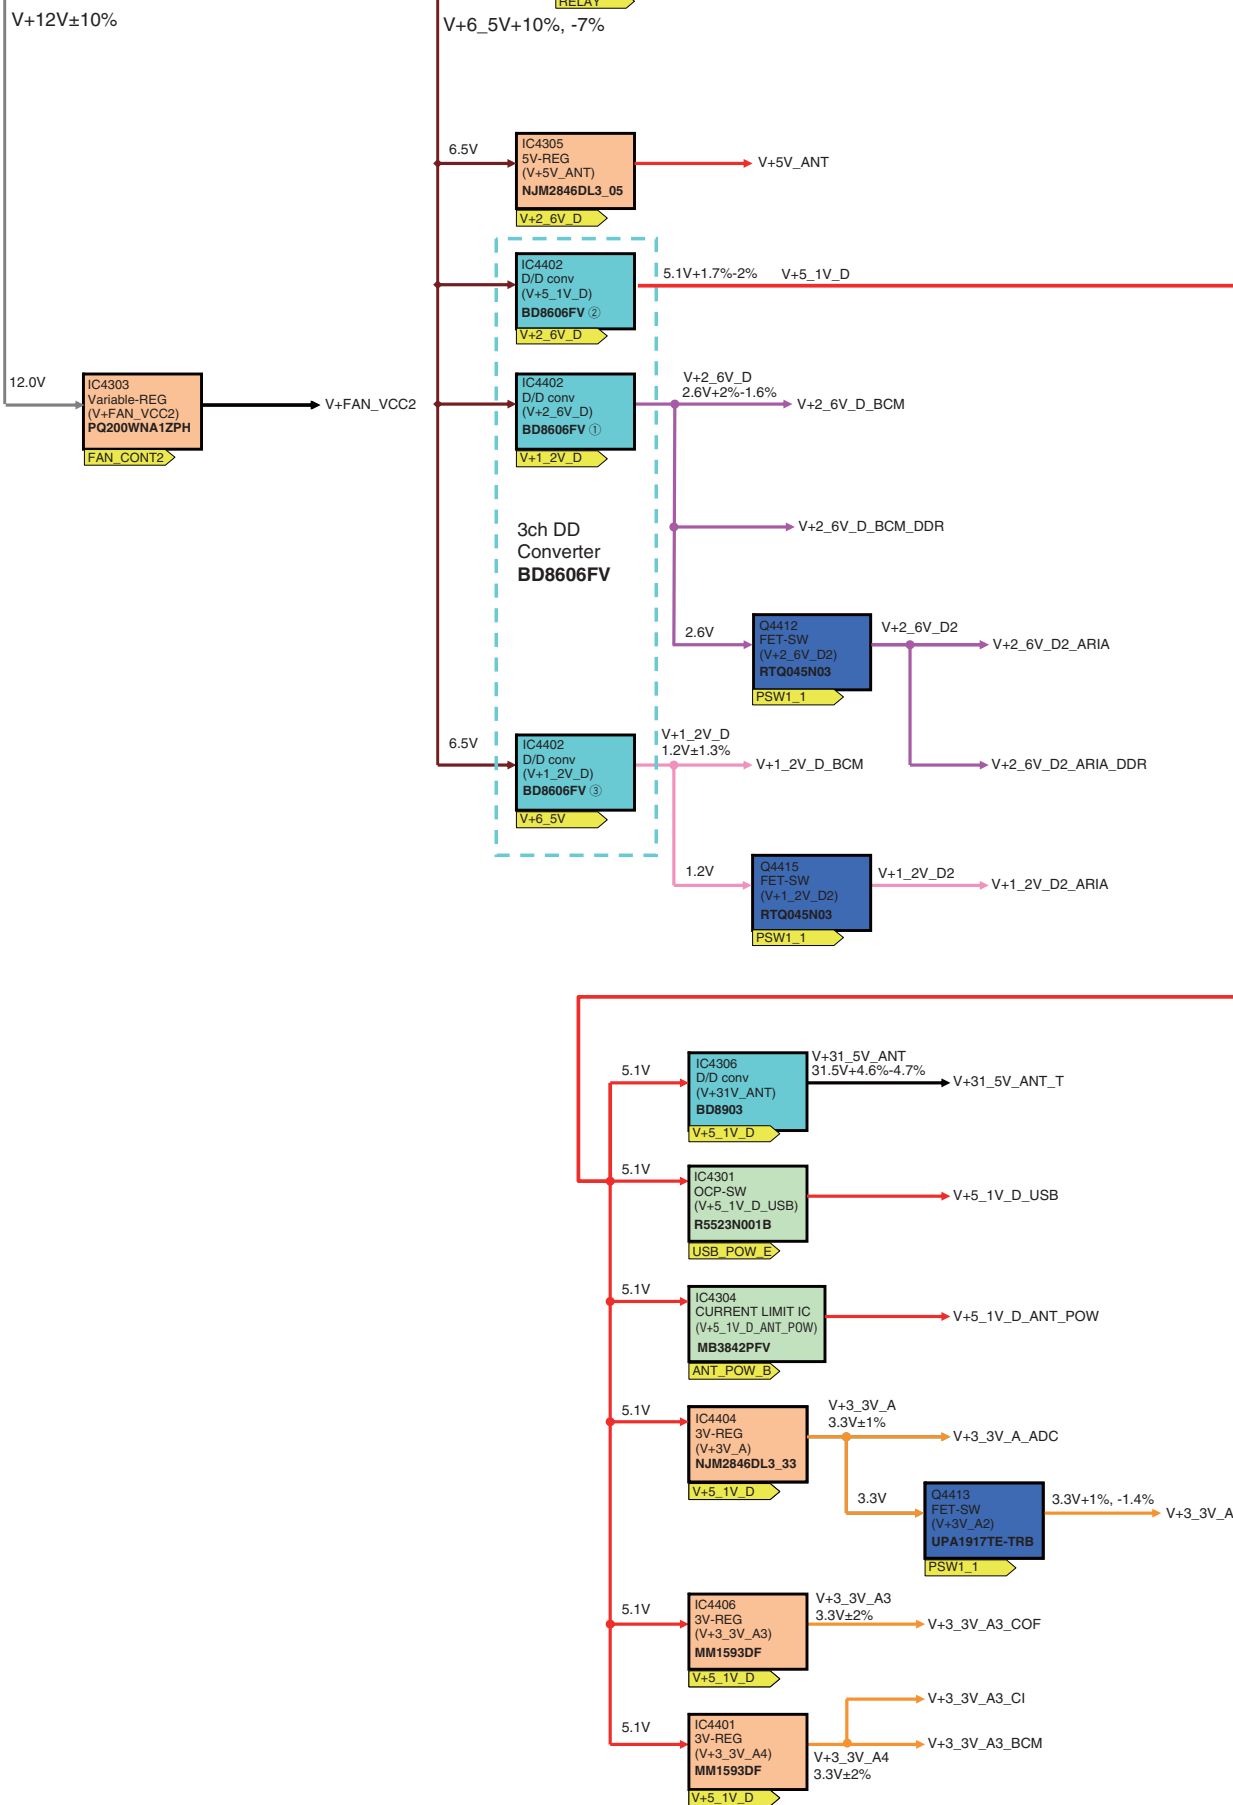 RELAY
V+12V±10%
V+6_5V+10%, -7%
6.5V
IC4305
5V-REG
(V+5V_ANT)
NJM2846DL3_05
V+2_6V_D
V+5V_ANT
IC4402
D/D conv
(V+5_1V_D)
BD8606FV ②
V+2_6V_D
5.1V+1.7%-2%
V+5_1V_D
12.0V
IC4303
Variable-REG
(V+FAN_VCC2)
PQ200WNA1ZPH
FAN_CONT2
V+FAN_VCC2
IC4402
D/D conv
(V+2_6V_D)
BD8606FV ①
V+1_2V_D
V+2_6V_D
2.6V+2%-1.6%
V+2_6V_D_BCM
3ch DD
Converter
BD8606FV
V+2_6V_D_BCM_DDR
2.6V
Q4412
FET-SW
(V+2_6V_D2)
RTQ045N03
PSW1_1
V+2_6V_D2
V+2_6V_D2_ARIA
6.5V
IC4402
D/D conv
(V+1_2V_D)
BD8606FV ③
V+6_5V
V+1_2V_D
1.2V±1.3%
V+1_2V_D_BCM
V+2_6V_D2_ARIA_DDR
1.2V
Q4415
FET-SW
(V+1_2V_D2)
RTQ045N03
PSW1_1
V+1_2V_D2
V+1_2V_D2_ARIA
5.1V
IC4306
D/D conv
(V+31V_ANT)
BD8903
V+5_1V_D
V+31_5V_ANT
31.5V+4.6%-4.7%
V+31_5V_ANT_T
5.1V
IC4301
OCP-SW
(V+5_1V_D_USB)
R5523N001B
USB_POW_E
V+5_1V_D_USB
5.1V
IC4304
CURRENT LIMIT IC
(V+5_1V_D_ANT_POW)
MB3842PFV
ANT_POW_B
V+5_1V_D_ANT_POW
5.1V
IC4404
3V-REG
(V+3V_A)
NJM2846DL3_33
V+5_1V_D
V+3_3V_A
3.3V±1%
V+3_3V_A_ADC
3.3V
Q4413
FET-SW
(V+3V_A2)
UPA1917TE-TRB
PSW1_1
3.3V+1%, -1.4%
V+3_3V_A
5.1V
IC4406
3V-REG
(V+3_3V_A3)
MM1593DF
V+5_1V_D
V+3_3V_A3
3.3V±2%
V+3_3V_A3_COF
5.1V
IC4401
3V-REG
(V+3_3V_A4)
MM1593DF
V+5_1V_D
V+3_3V_A4
3.3V±2%
V+3_3V_A3_CI
V+3_3V_A3_BCM